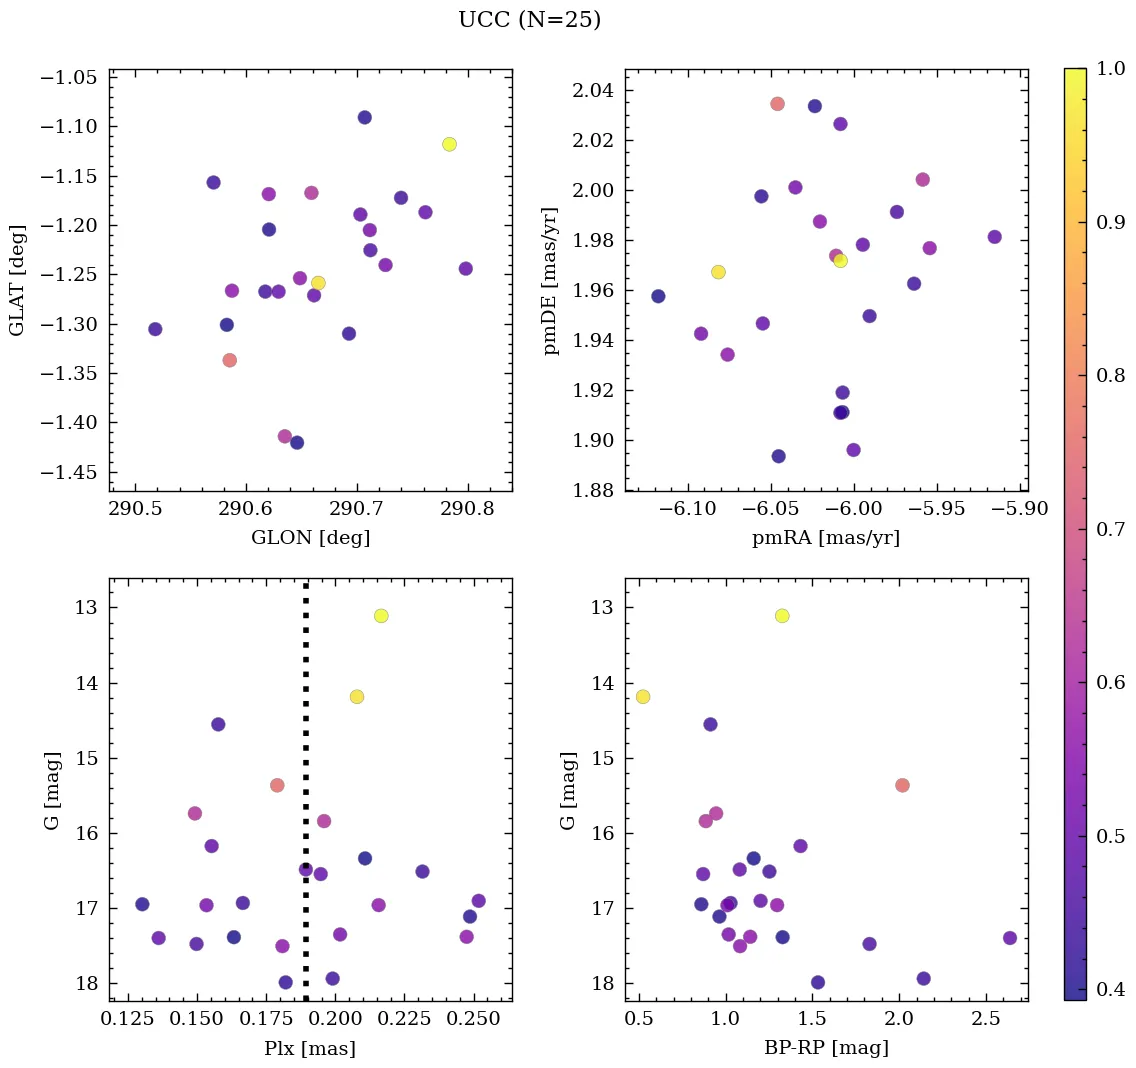 UCC (N=25)
−1.05
−1.10
−1.15
−1.20
−1.25
−1.30
−1.35
−1.40
−1.45
GLAT [deg]
290.5 290.6 290.7 290.8
GLON [deg]
2.04
2.02
2.00
1.98
1.96
1.94
1.92
1.90
1.88
pmDE [mas/yr]
−6.10 −6.05 −6.00 −5.95 −5.90
pmRA [mas/yr]
13
14
15
16
17
18
G [mag]
0.125 0.150 0.175 0.200 0.225 0.250
Plx [mas]
13
14
15
16
17
18
G [mag]
0.5 1.0 1.5 2.0 2.5
BP-RP [mag]
1.0
0.9
0.8
0.7
0.6
0.5
0.4